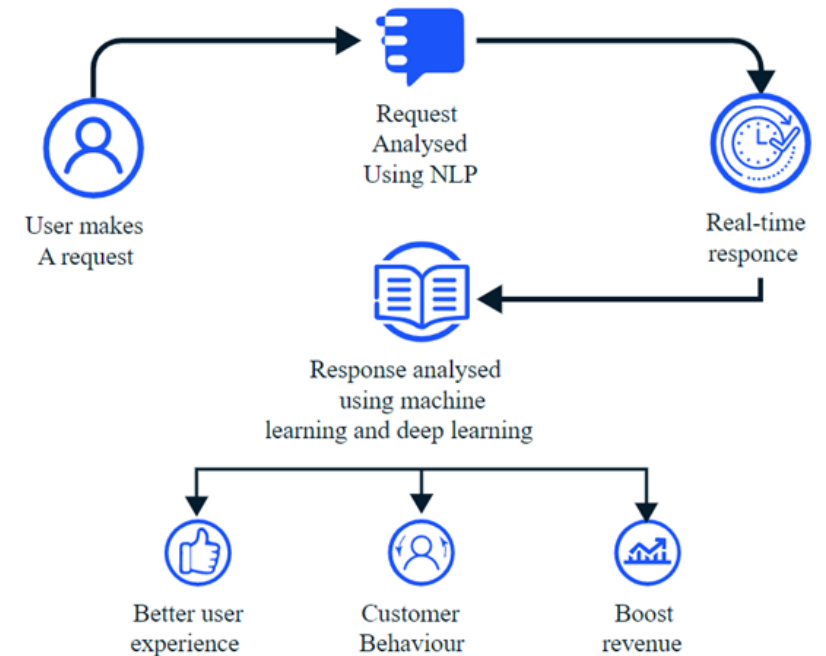 Request
Analysed
Using NLP
User makes
A request
Real-time
responce
Response analysed
using machine
learning and deep learning
Better user
experience
Customer
Behaviour
Boost
revenue